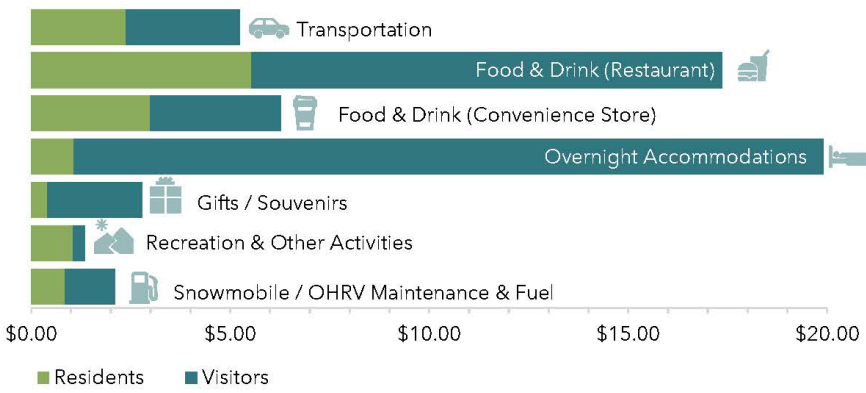 Transportation
Food & Drink (Restaurant)
Food & Drink (Convenience Store)
Overnight Accommodations
Gifts / Souvenirs
Recreation & Other Activities
Snowmobile / OHRV Maintenance & Fuel
$0.00 $5.00 $10.00 $15.00 $20.00
Residents Visitors